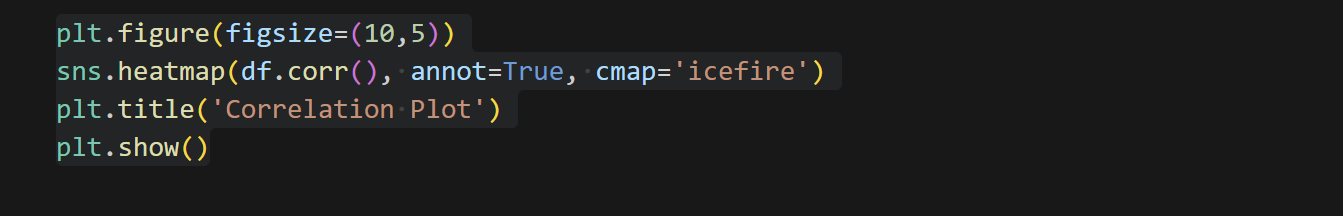 plt.figure(figsize=(10,5))
sns.heatmap(df.corr(), annot=True, cmap='icefire')
plt.title('Correlation Plot')
plt.show()